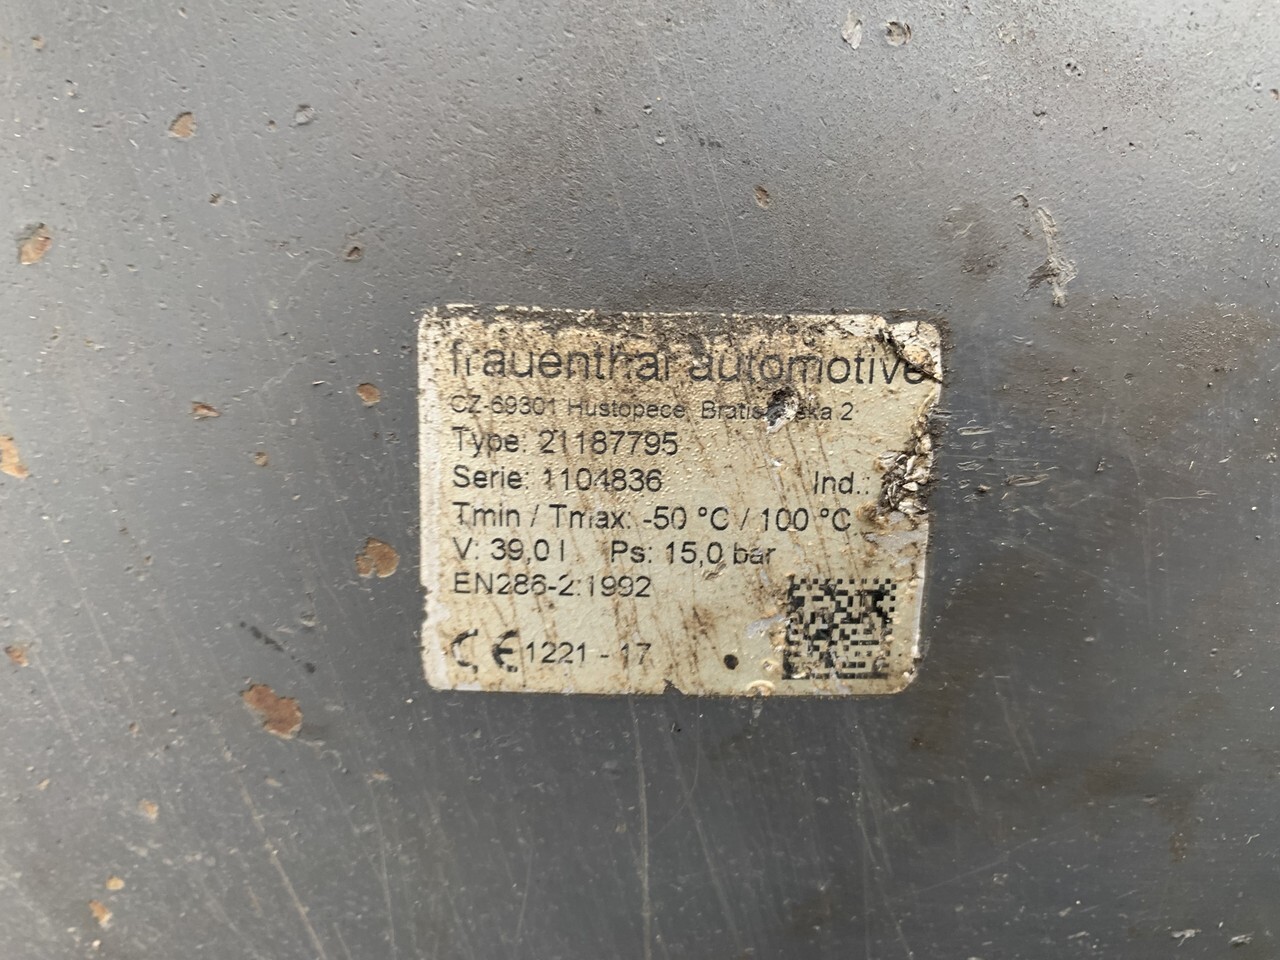 frauenthal automotive
CZ-69301 Hustopece, 2
Type: 21187795
Serie: 1104836 Ind.:
Tmin / Tmax: -50 °C / 100 °C
V: 39,0 l Ps: 15,0 bar
EN286-2:1992
CE 1221 - 17